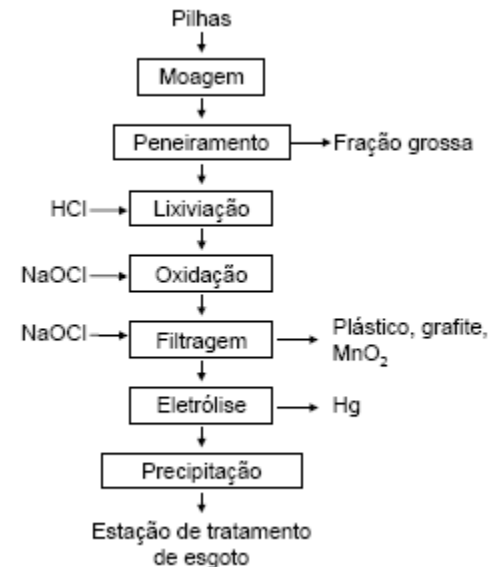 Pilhas
Moagem
Peneiramento
Fração grossa
HCl
Lixiviação
NaOCl
Oxidação
NaOCl
Filtragem
Plástico, grafite,
MnO₂
Eletrólise
Hg
Precipitação
Estação de tratamento
de esgoto